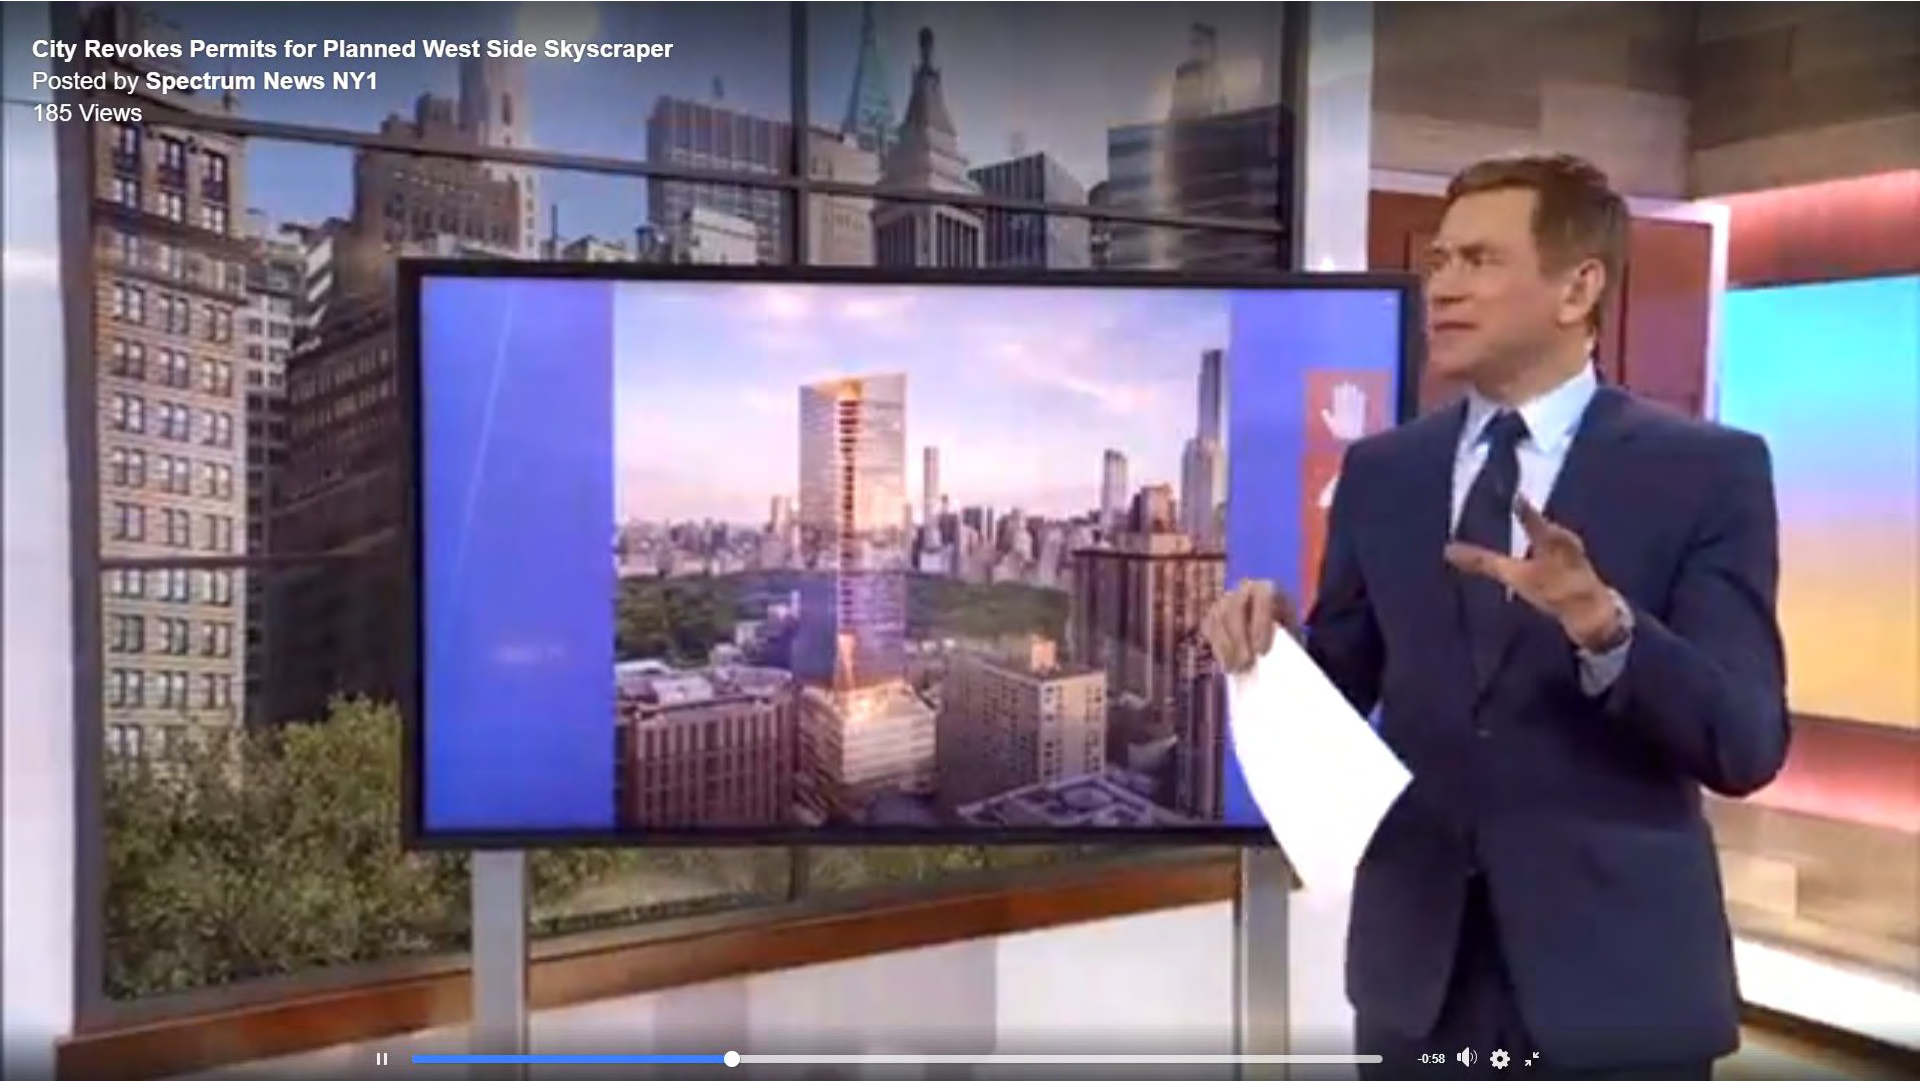 City Revokes Permits for Planned West Side Skyscraper
Posted by Spectrum News NY1
185 Views
-0:58